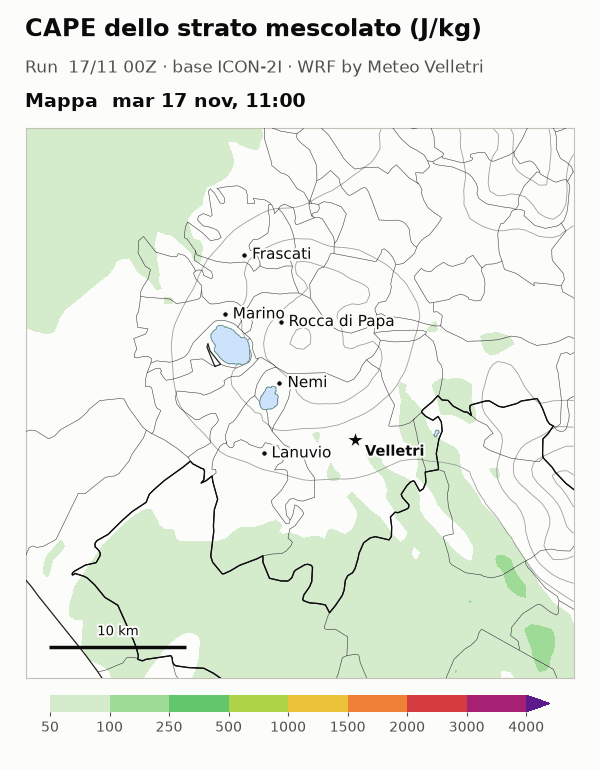 CAPE dello strato mescolato (J/kg)
Run  17/11 00Z · base ICON-2I · WRF by Meteo Velletri
Mappa  mar 17 nov, 11:00
Frascati
Marino
Rocca di Papa
Nemi
Lanuvio
Velletri
10 km
50 100 250 500 1000 1500 2000 3000 4000